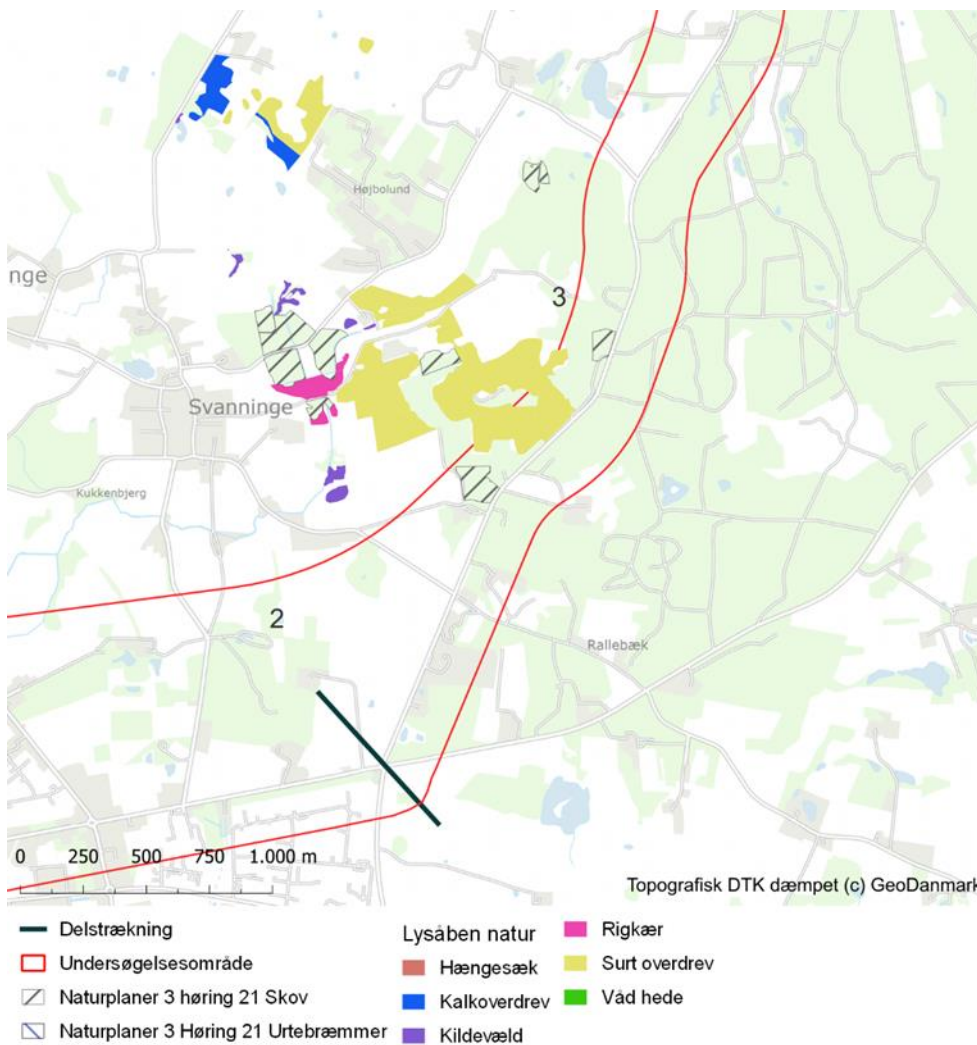 Højbolund
nge
3
Svanninge
Kukkenbjerg
2
Rallebæk
0 250 500 750 1.000 m
Topografisk DTK dæmpet (c) GeoDanmark
Delstrækning
Undersøgelsesområde
Naturplaner 3 høring 21 Skov
Naturplaner 3 Høring 21 Urtebræmmer
Lysåben natur
Hængesæk
Kalkoverdrev
Kildevæld
Rigkær
Surt overdrev
Våd hede